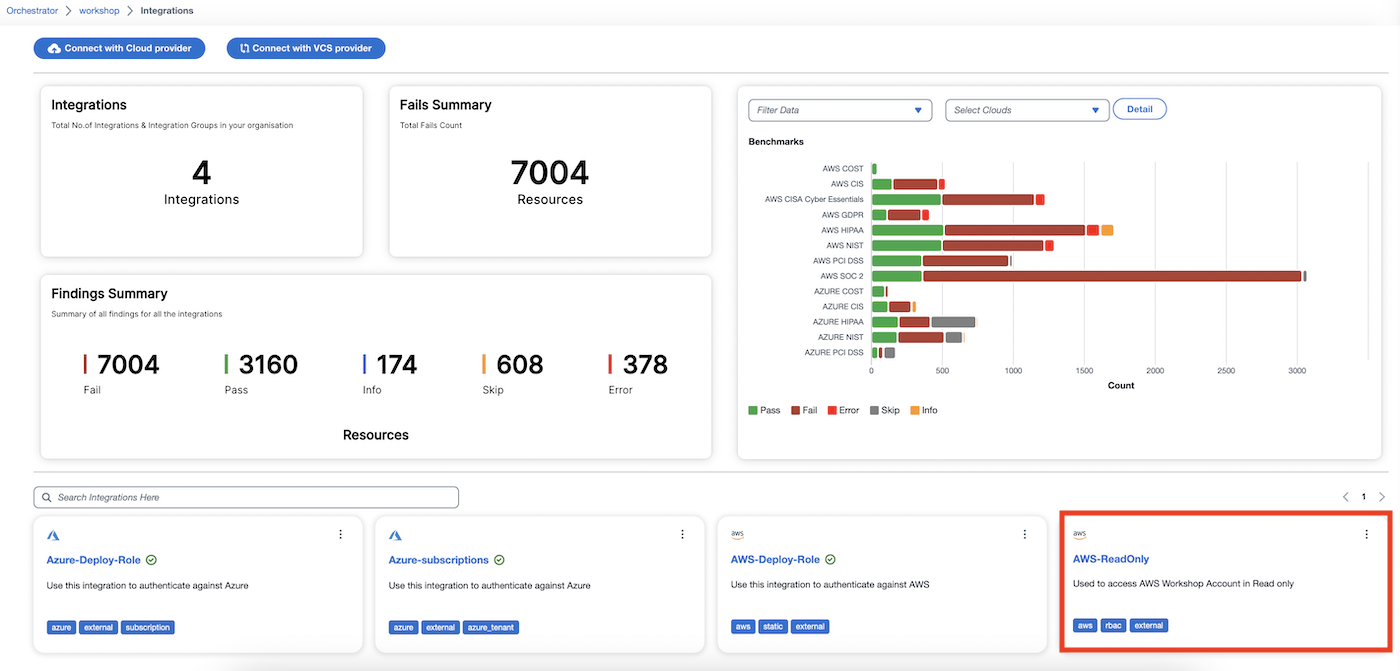 Orchestrator > workshop > Integrations
Connect with Cloud provider
Connect with VCS provider
Integrations
Total No.of Integrations & Integration Groups in your organisation
4
Integrations
Fails Summary
Total Fails Count
7004
Resources
Findings Summary
Summary of all findings for all the integrations
7004 3160 174 608 378
Fail Pass Info Skip Error
Resources
Filter Data
Select Clouds
Detail
Benchmarks
AWS COST
AWS CIS
AWS CISA Cyber Essentials
AWS GDPR
AWS HIPAA
AWS NIST
AWS PCI DSS
AWS SOC 2
AZURE COST
AZURE CIS
AZURE HIPAA
AZURE NIST
AZURE PCI DSS
0 500 1000 1500 2000 2500 3000
Count
Pass Fail Error Skip Info
Search Integrations Here
< 1 >
Azure-Deploy-Role
Use this integration to authenticate against Azure
azure external subscription
Azure-subscriptions
Use this integration to authenticate against Azure
azure external azure_tenant
aws
AWS-Deploy-Role
Use this integration to authenticate against AWS
aws static external
aws
AWS-ReadOnly
Used to access AWS Workshop Account in Read only
aws rbac external